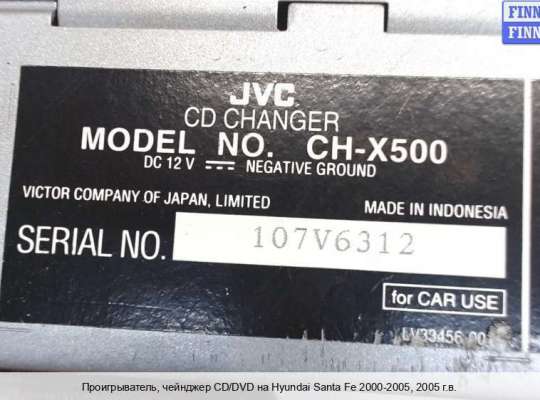 FINN
FINN
JVC
CD CHANGER
MODEL NO. CH-X500
DC 12 V NEGATIVE GROUND
VICTOR COMPANY OF JAPAN, LIMITED MADE IN INDONESIA
SERIAL NO. 107V6312
for CAR USE
LV33456
Проигрыватель, чейнджер CD/DVD на Hyundai Santa Fe 2000-2005, 2005 г.в.